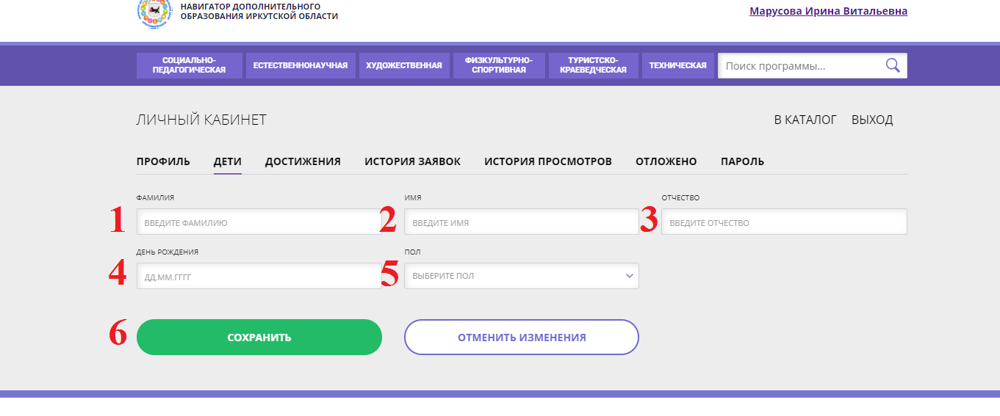 НАВИГАТОР ДОПОЛНИТЕЛЬНОГО
ОБРАЗОВАНИЯ ИРКУТСКОЙ ОБЛАСТИ
Марусова Ирина Витальевна
СОЦИАЛЬНО-
ПЕДАГОГИЧЕСКАЯ
ЕСТЕСТВЕННОНАУЧНАЯ
ХУДОЖЕСТВЕННАЯ
ФИЗКУЛЬТУРНО-
СПОРТИВНАЯ
ТУРИСТСКО-
КРАЕВЕДЧЕСКАЯ
ТЕХНИЧЕСКАЯ
Поиск программы...
ЛИЧНЫЙ КАБИНЕТ
В КАТАЛОГ ВЫХОД
ПРОФИЛЬ ДЕТИ ДОСТИЖЕНИЯ ИСТОРИЯ ЗАЯВОК ИСТОРИЯ ПРОСМОТРОВ ОТЛОЖЕНО ПАРОЛЬ
ФАМИЛИЯ ИМЯ ОТЧЕСТВО
1 ВВЕДИТЕ ФАМИЛИЮ 2 ВВЕДИТЕ ИМЯ 3 ВВЕДИТЕ ОТЧЕСТВО
ДЕНЬ РОЖДЕНИЯ ПОЛ
4 ДД.ММ.ГГГГ 5 ВЫБЕРИТЕ ПОЛ
6 СОХРАНИТЬ ОТМЕНИТЬ ИЗМЕНЕНИЯ